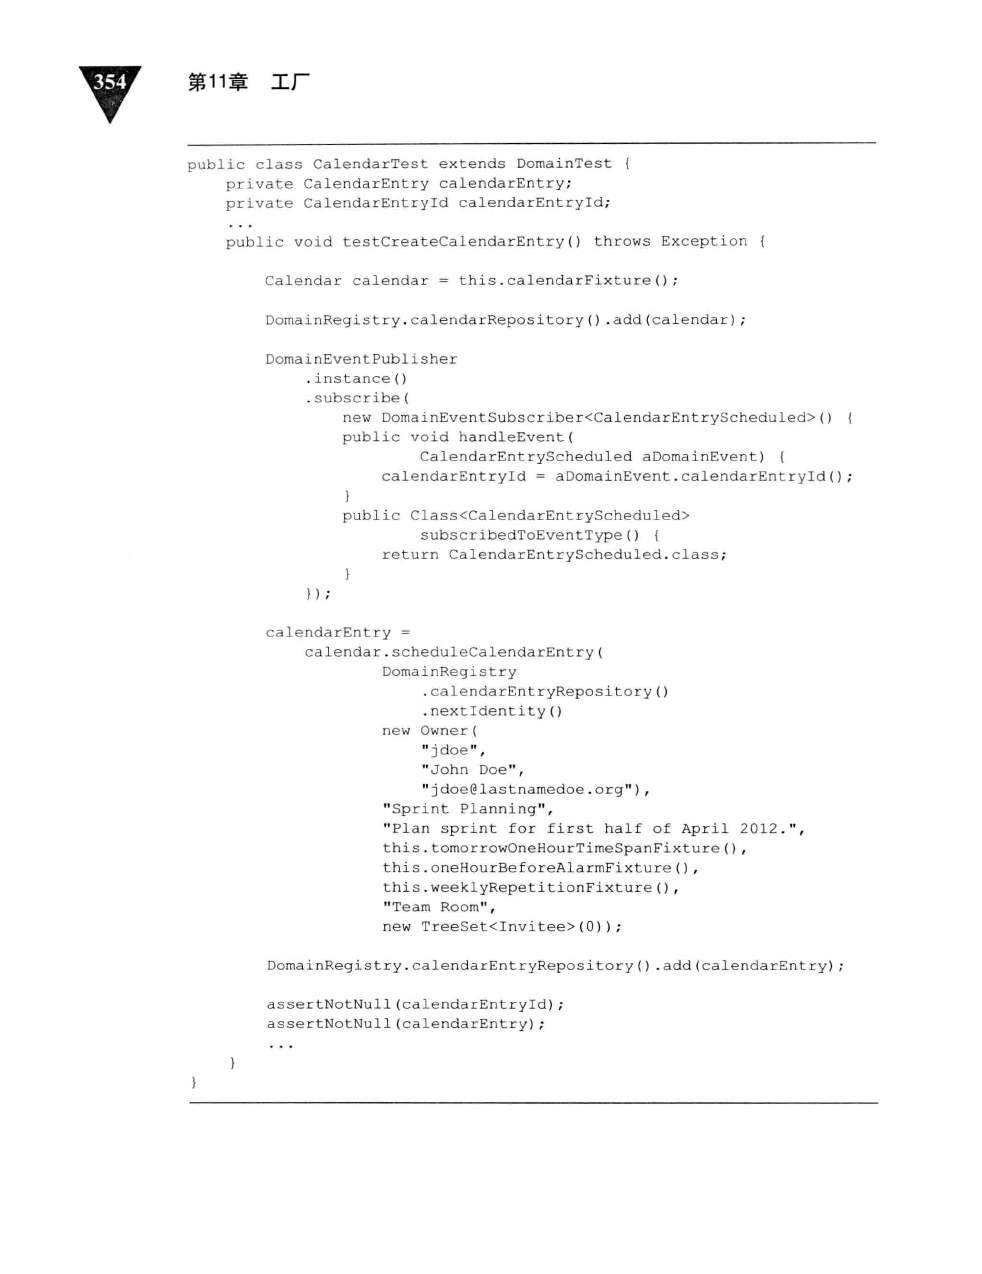 354
第11章 工厂
public class CalendarTest extends DomainTest {
    private CalendarEntry calendarEntry;
    private CalendarEntryId calendarEntryId;
    ...
    public void testCreateCalendarEntry() throws Exception {
        Calendar calendar = this.calendarFixture();
        DomainRegistry.calendarRepository().add(calendar);
        DomainEventPublisher
            .instance()
            .subscribe(
                new DomainEventSubscriber<CalendarEntryScheduled>() {
                public void handleEvent(
                        CalendarEntryScheduled aDomainEvent) {
                    calendarEntryId = aDomainEvent.calendarEntryId();
                }
                public Class<CalendarEntryScheduled>
                        subscribedToEventType() {
                    return CalendarEntryScheduled.class;
                }
            });
        calendarEntry =
            calendar.scheduleCalendarEntry(
                    DomainRegistry
                        .calendarEntryRepository()
                        .nextIdentity()
                    new Owner(
                        "jdoe",
                        "John Doe",
                        "jdoe@lastnamedoe.org"),
                    "Sprint Planning",
                    "Plan sprint for first half of April 2012.",
                    this.tomorrowOneHourTimeSpanFixture(),
                    this.oneHourBeforeAlarmFixture(),
                    this.weeklyRepetitionFixture(),
                    "Team Room",
                    new TreeSet<Invitee>(0));
        DomainRegistry.calendarEntryRepository().add(calendarEntry);
        assertNotNull(calendarEntryId);
        assertNotNull(calendarEntry);
        ...
    }
}